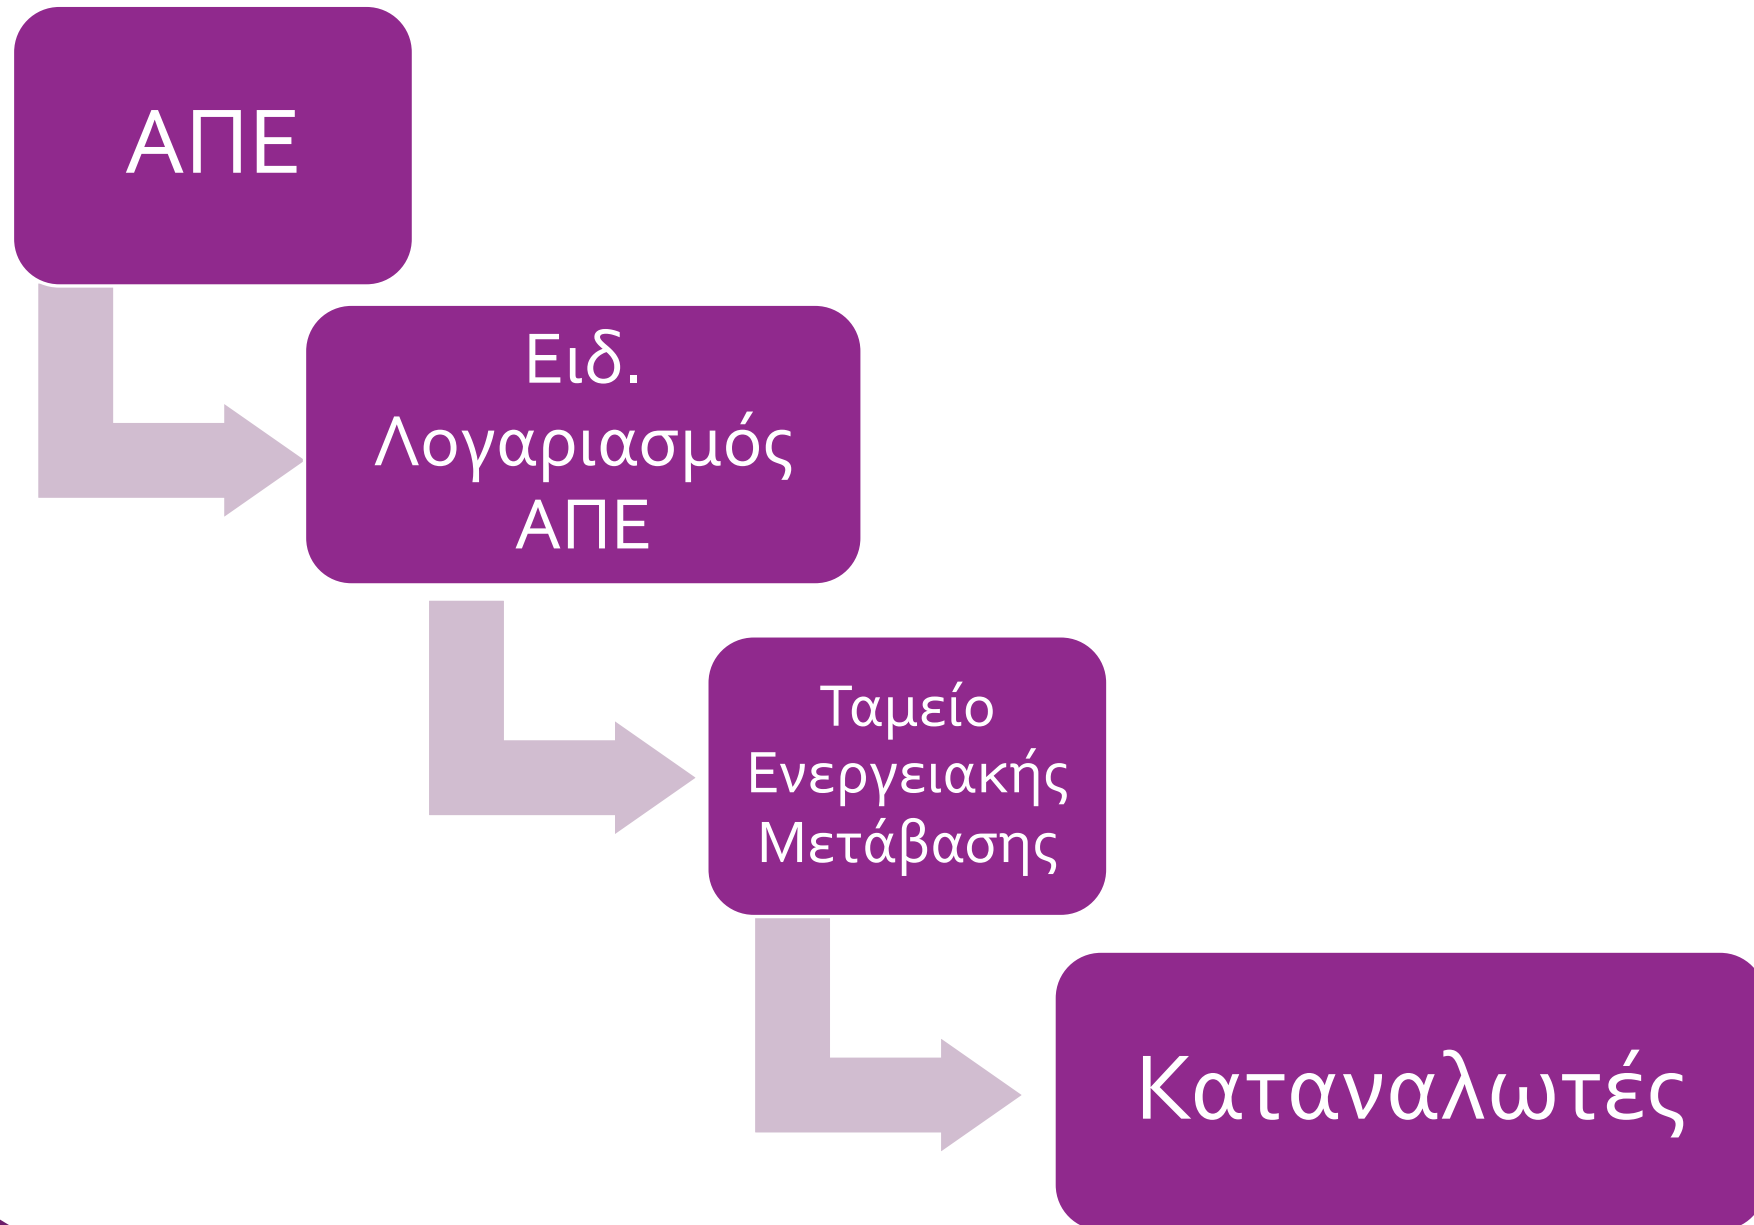 ΑΠΕ
Ειδ.
Λογαριασμός
ΑΠΕ
Ταμείο
Ενεργειακής
Μετάβασης
Καταναλωτές